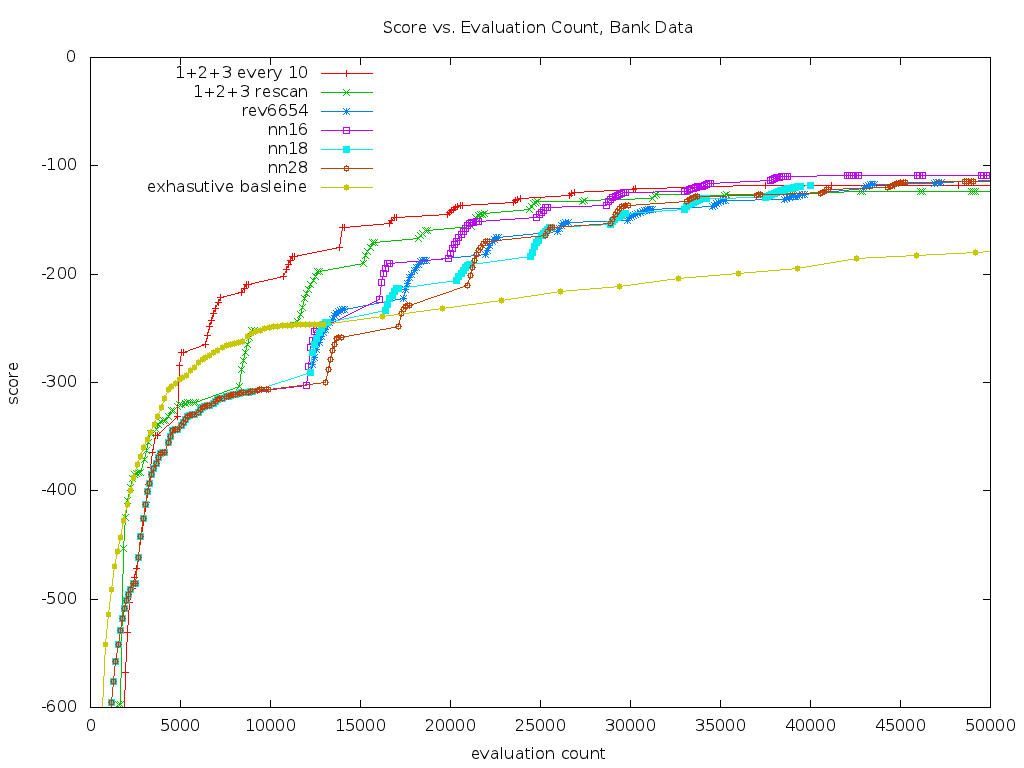 Score vs. Evaluation Count, Bank Data
0
-100
-200
-300
-400
-500
-600
score
1+2+3 every 10
1+2+3 rescan
rev6654
nn16
nn18
nn28
exhasutive basleine
0 5000 10000 15000 20000 25000 30000 35000 40000 45000 50000
evaluation count